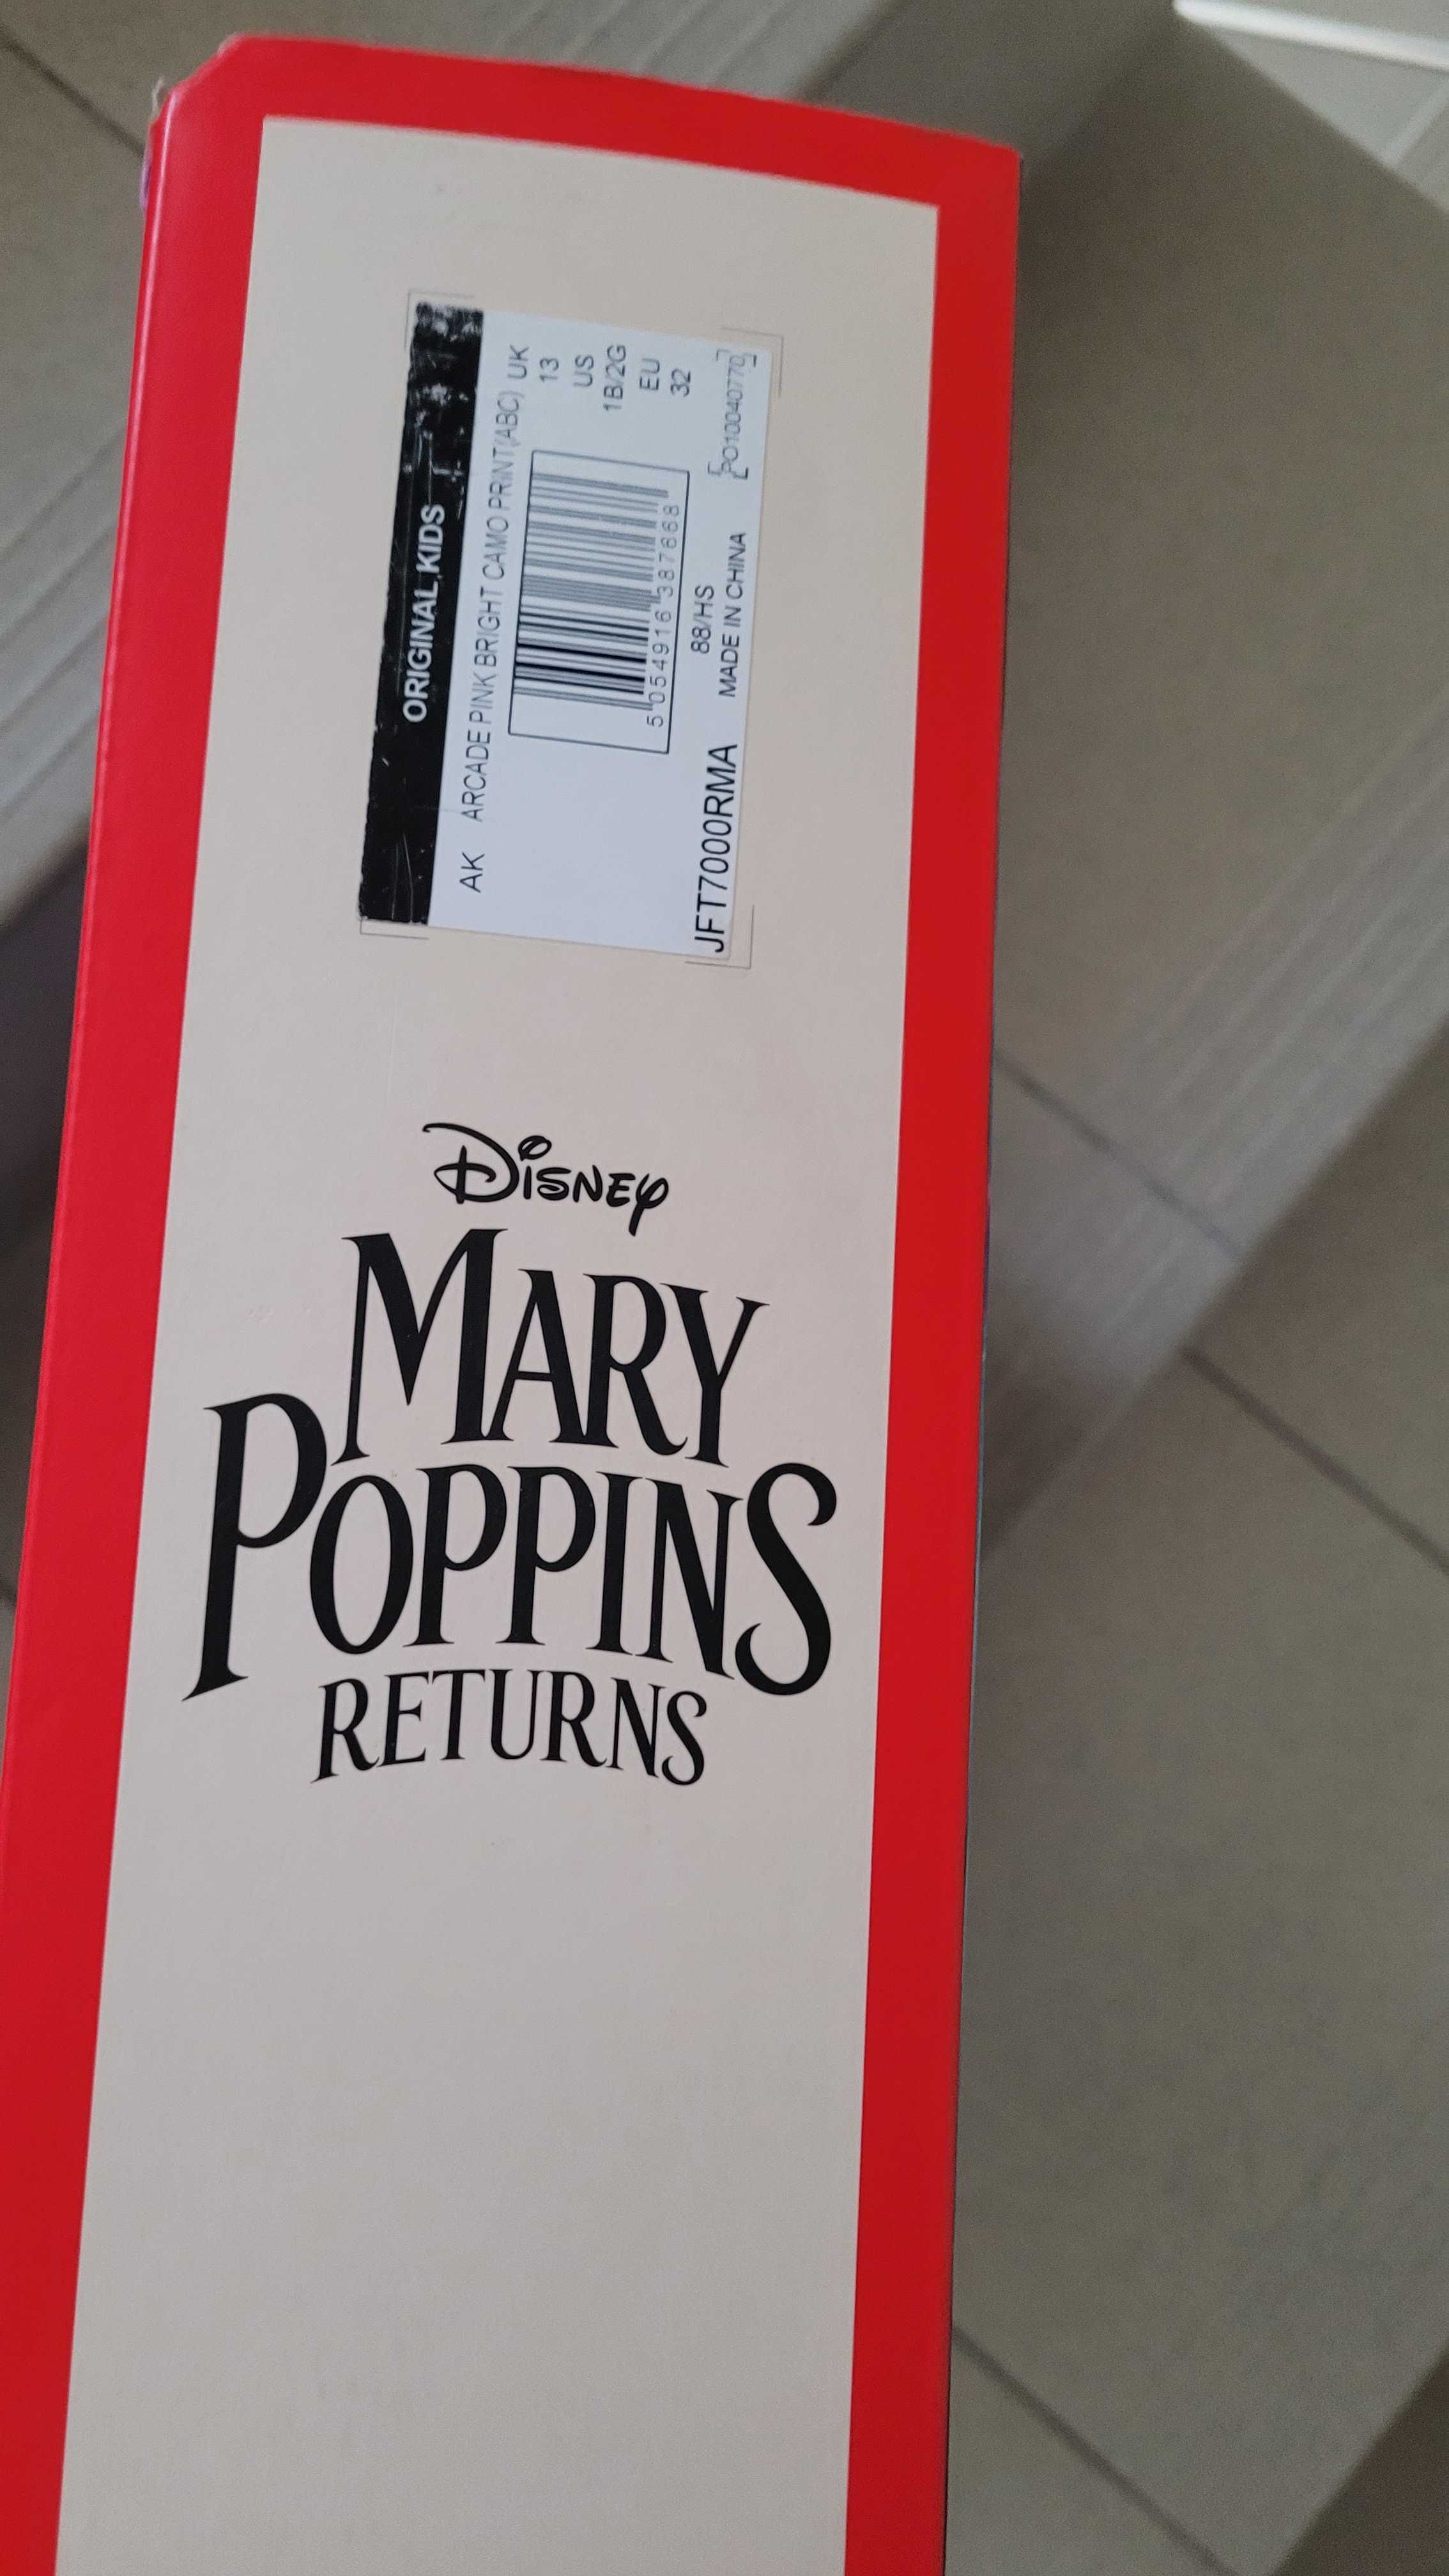 ORIGINAL KIDS
AK ARCADE PINK BRIGHT CAMO PRINT(ABC)
UK
13
US
1B/2G
EU
32
5 054916 387668
88/HS
JFT7000RMA MADE IN CHINA [PO10040770]
Disney
MARY
POPPINS
RETURNS